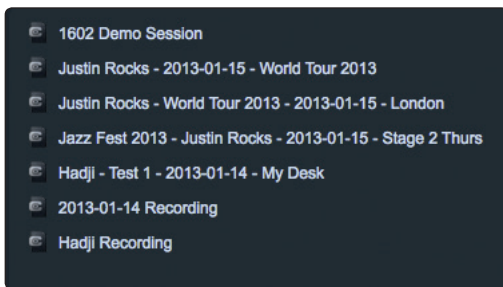 1602 Demo Session
Justin Rocks - 2013-01-15 - World Tour 2013
Justin Rocks - World Tour 2013 - 2013-01-15 - London
Jazz Fest 2013 - Justin Rocks - 2013-01-15 - Stage 2 Thurs
Hadji - Test 1 - 2013-01-14 - My Desk
2013-01-14 Recording
Hadji Recording